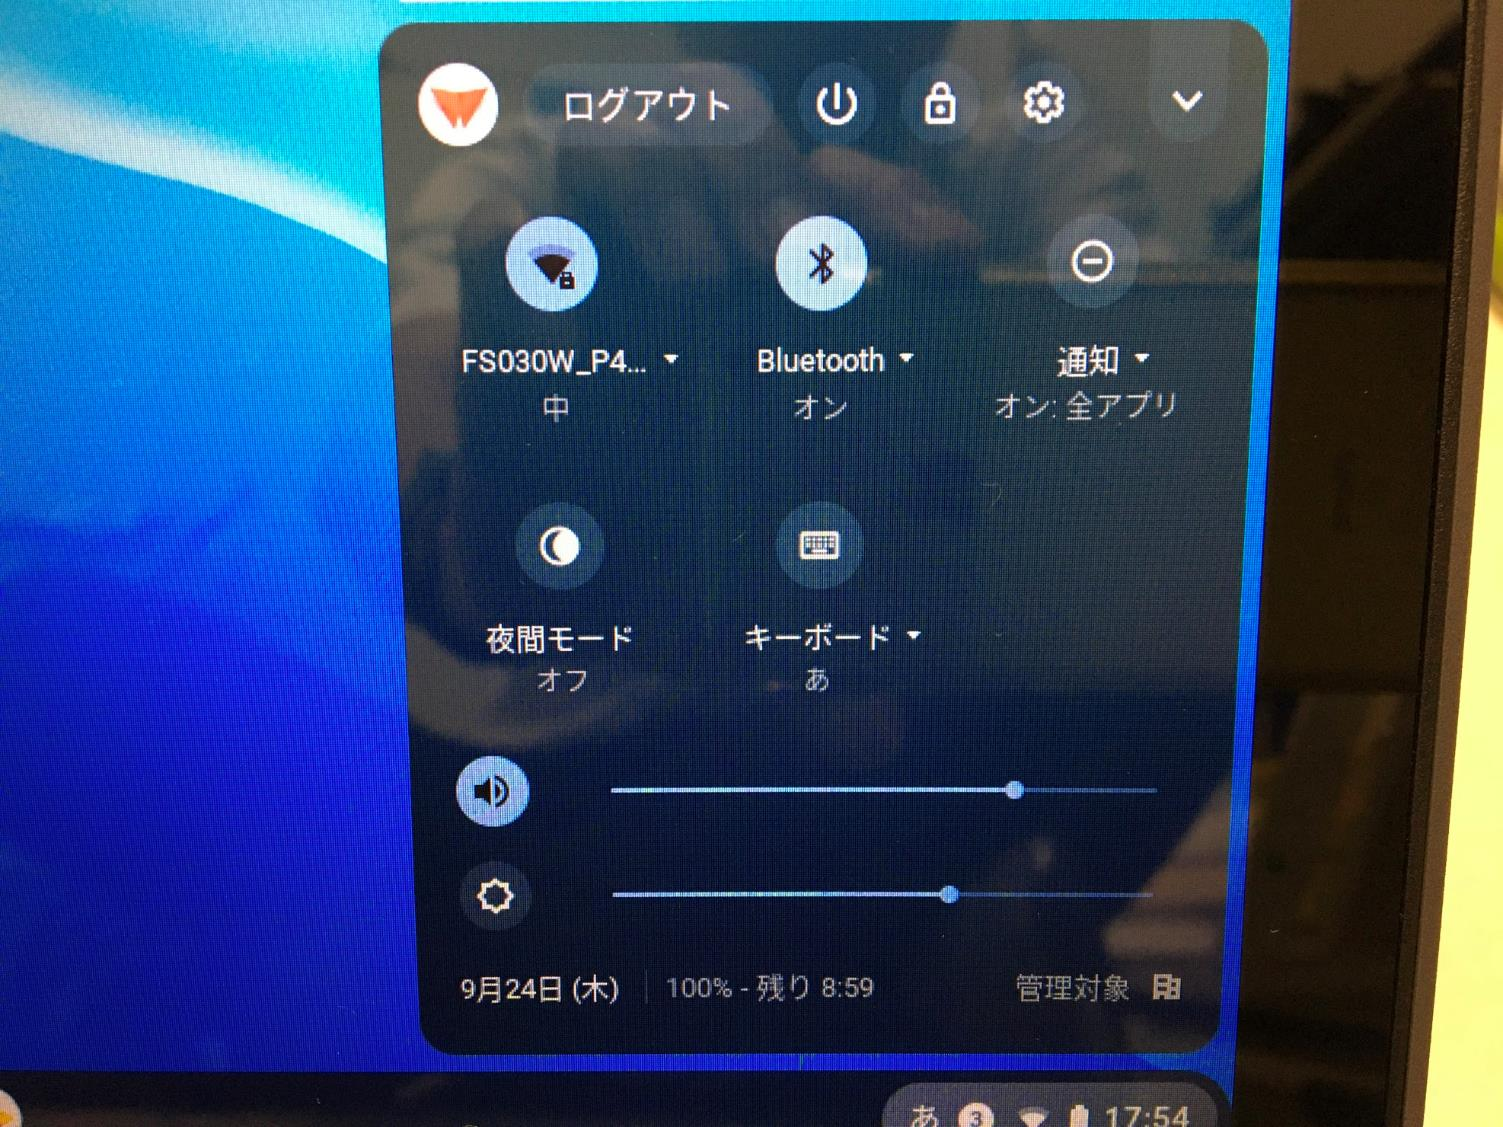 ログアウト
FS030W_P4...
中
Bluetooth
オン
通知
オン: 全アプリ
夜間モード
オフ
キーボード
あ
9月24日 (木)
100% - 残り 8:59
管理対象
あ 3 17:54